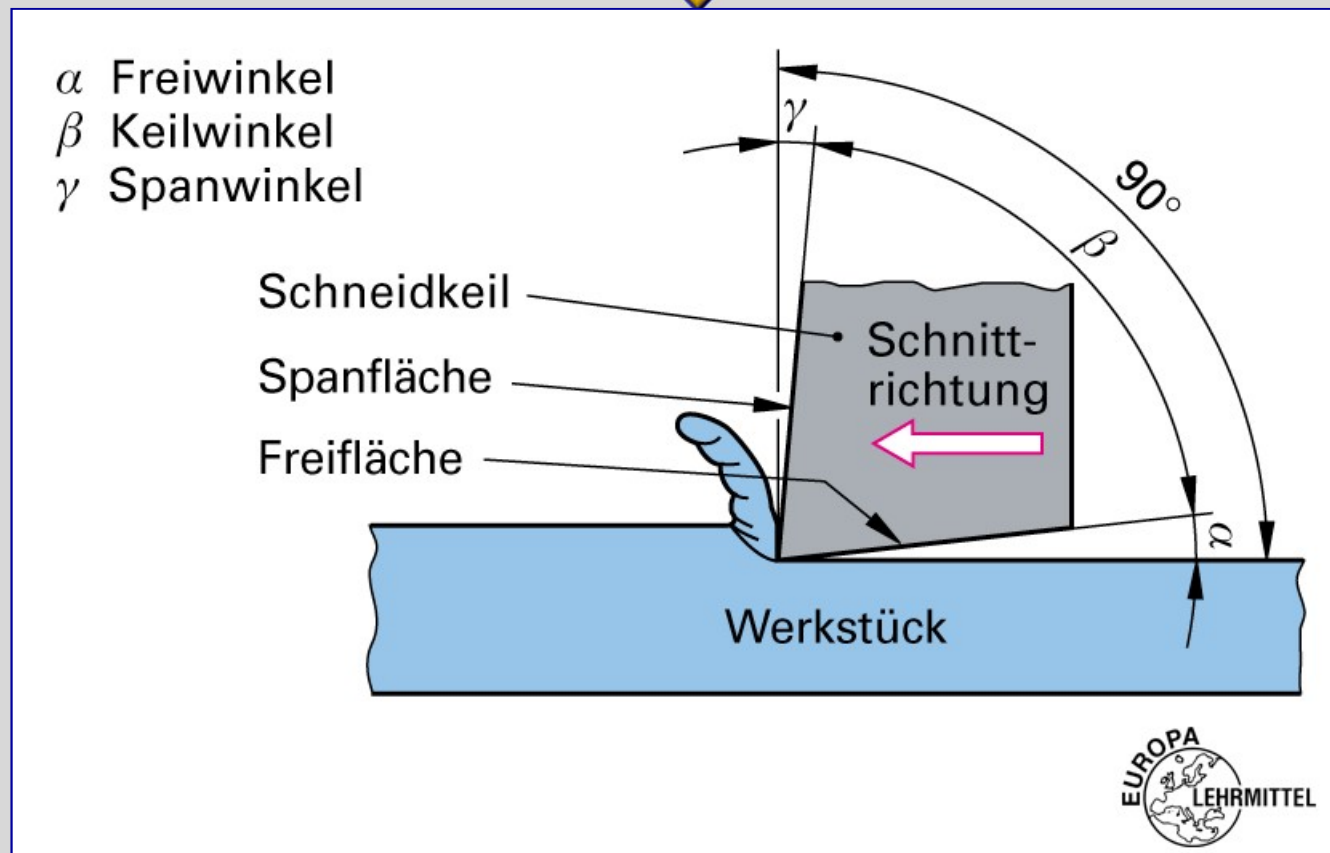 α Freiwinkel
β Keilwinkel
γ Spanwinkel
γ
90°
β
Schneidkeil
Spanfläche
Freifläche
Schnitt-
richtung
α
Werkstück
EUROPA
LEHRMITTEL